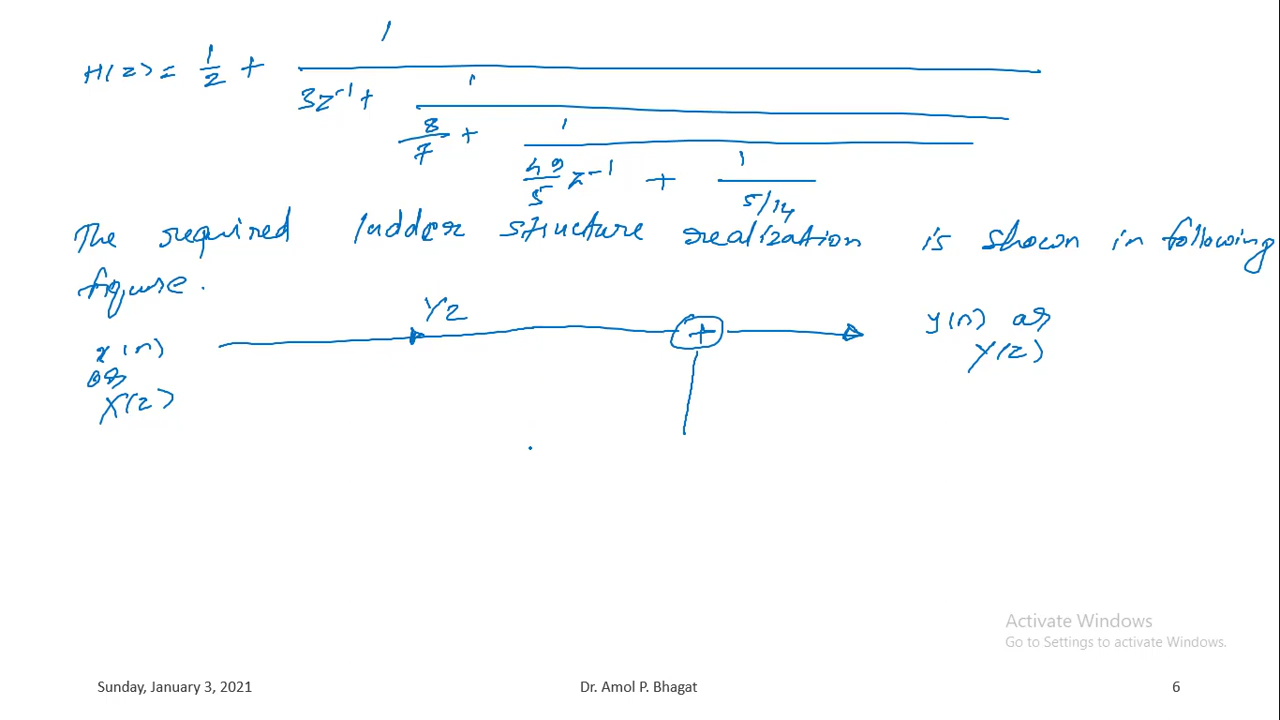 H(z) = 1/2 + 1
3z⁻¹ + 1
8/7 + 1
49/5 z⁻¹ + 1
5/14
The required ladder structure realization is shown in following
figure.
1/2
+
y(n) or
Y(z)
x(n)
or
X(z)
Activate Windows
Go to Settings to activate Windows.
Sunday, January 3, 2021 Dr. Amol P. Bhagat 6